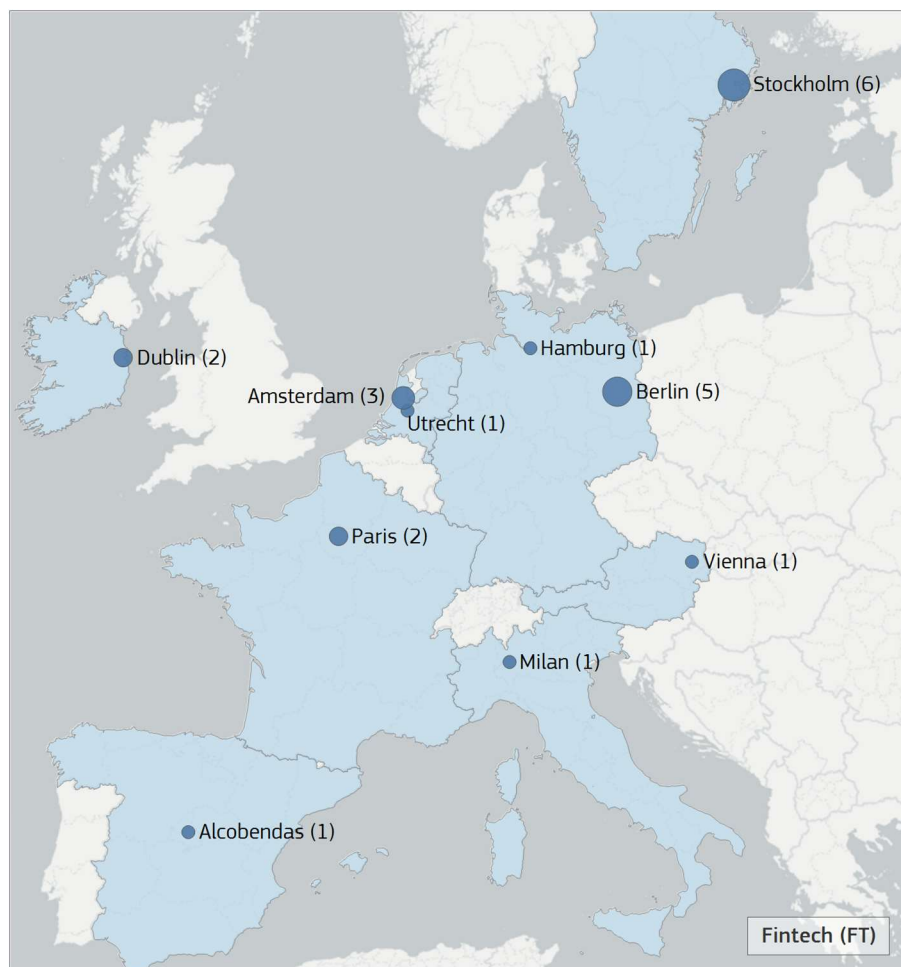 Stockholm (6)
Hamburg (1)
Dublin (2)
Berlin (5)
Amsterdam (3)
Utrecht (1)
Paris (2)
Vienna (1)
Milan (1)
Alcobendas (1)
Fintech (FT)